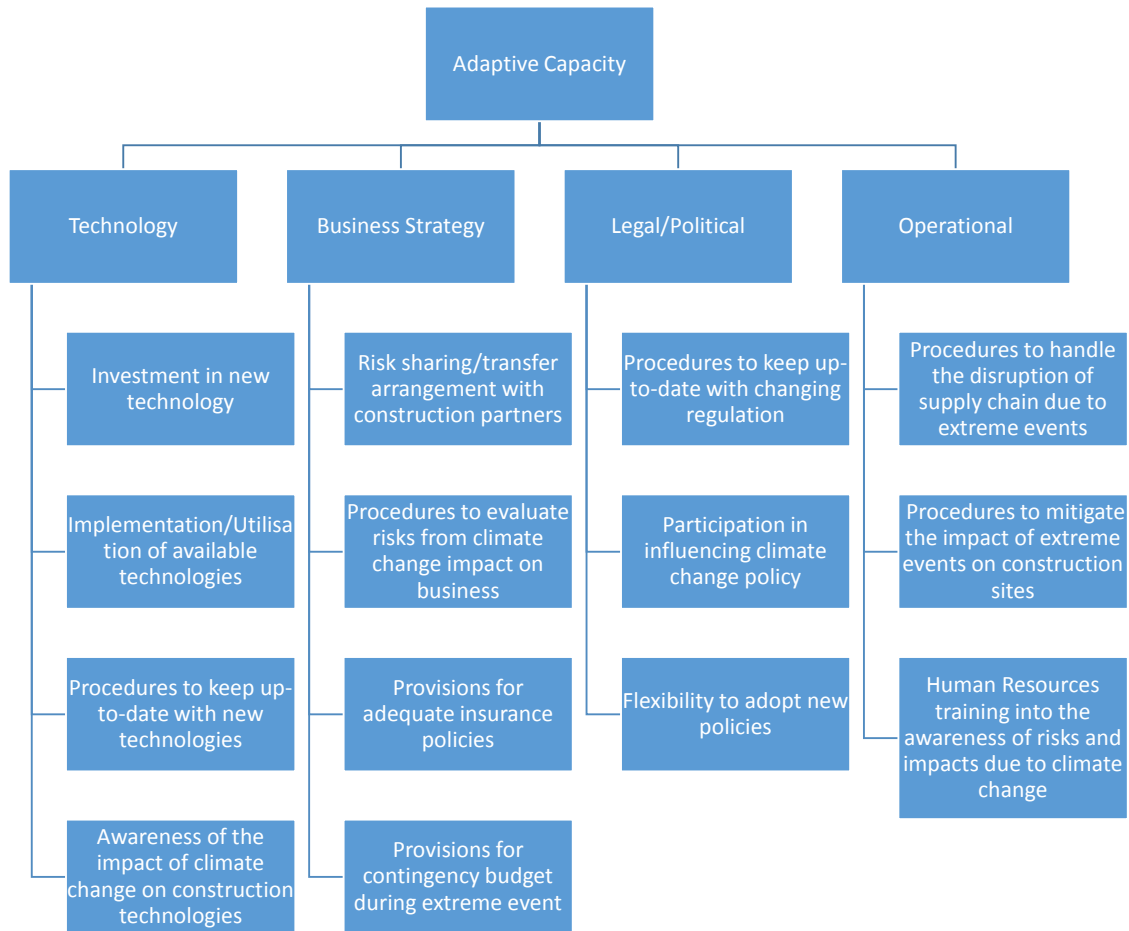 Adaptive Capacity
Technology
Business Strategy
Legal/Political
Operational
Investment in new
technology
Risk sharing/transfer
arrangement with
construction partners
Procedures to keep up-
to-date with changing
regulation
Procedures to handle
the disruption of
supply chain due to
extreme events
Implementation/Utilisa
tion of available
technologies
Procedures to evaluate
risks from climate
change impact on
business
Participation in
influencing climate
change policy
Procedures to mitigate
the impact of extreme
events on construction
sites
Procedures to keep up-
to-date with new
technologies
Provisions for
adequate insurance
policies
Flexibility to adopt new
policies
Human Resources
training into the
awareness of risks and
impacts due to climate
change
Awareness of the
impact of climate
change on construction
technologies
Provisions for
contingency budget
during extreme event